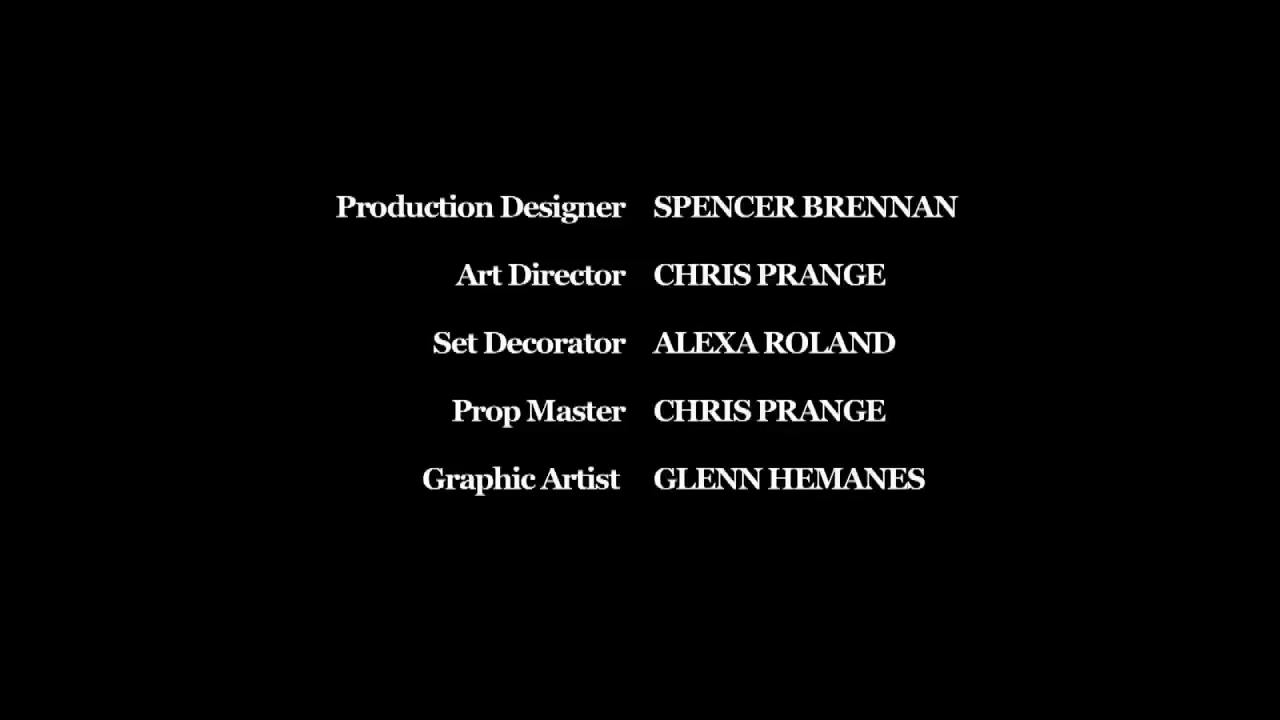 Production Designer SPENCER BRENNAN
Art Director CHRIS PRANGE
Set Decorator ALEXA ROLAND
Prop Master CHRIS PRANGE
Graphic Artist GLENN HEMANES